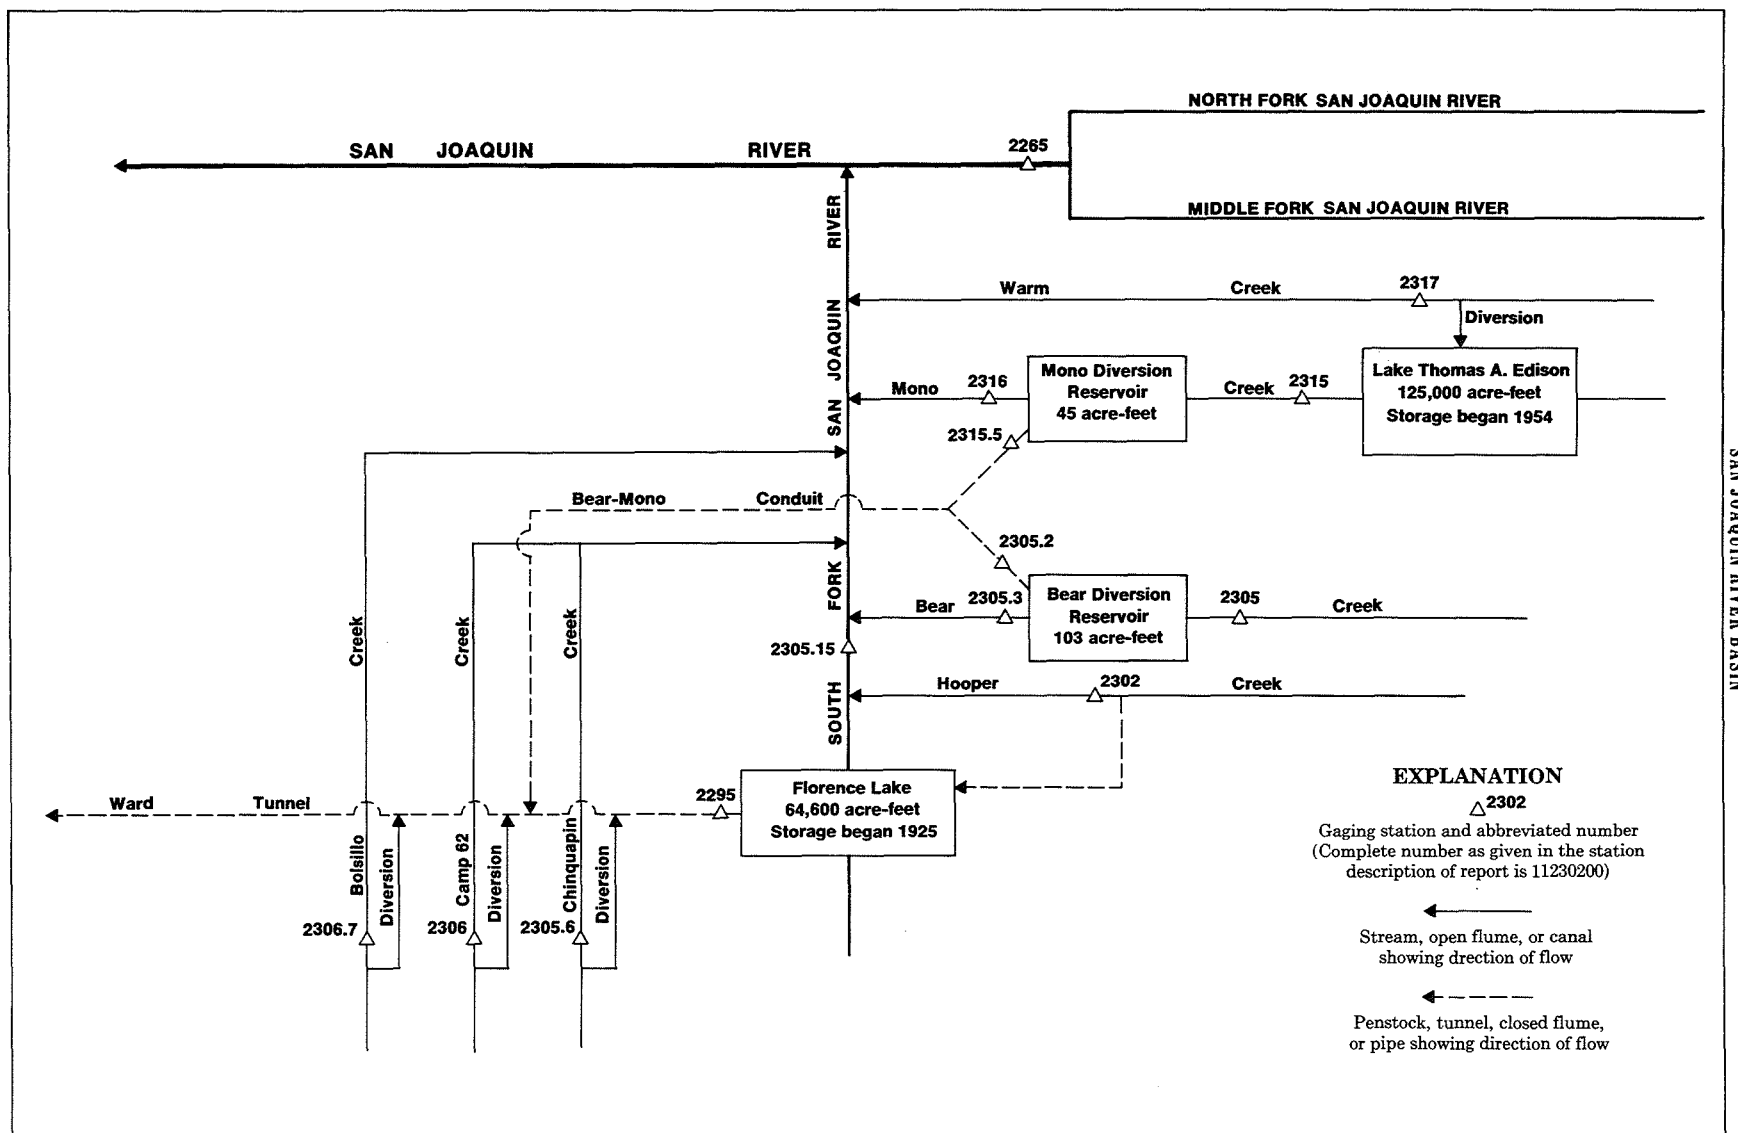 NORTH FORK SAN JOAQUIN RIVER
SAN JOAQUIN RIVER
2265
MIDDLE FORK SAN JOAQUIN RIVER
SOUTH FORK SAN JOAQUIN RIVER
Warm Creek
2317
Diversion
Mono Diversion
Reservoir
45 acre-feet
Lake Thomas A. Edison
125,000 acre-feet
Storage began 1954
Mono
2316
Creek
2315
2315.5
Bear-Mono Conduit
2305.2
Bear Diversion
Reservoir
103 acre-feet
Bear
2305.3
2305
Creek
2305.15
Hooper
2302
Creek
Florence Lake
64,600 acre-feet
Storage began 1925
2295
Ward Tunnel
Bolsillo Creek
Camp 62 Creek
Chinquapin Creek
Diversion
Diversion
Diversion
2306.7
2306
2305.6
EXPLANATION
2302
Gaging station and abbreviated number
(Complete number as given in the station
description of report is 11230200)
Stream, open flume, or canal
showing drection of flow
Penstock, tunnel, closed flume,
or pipe showing direction of flow
SAN JOAQUIN RIVER BASIN